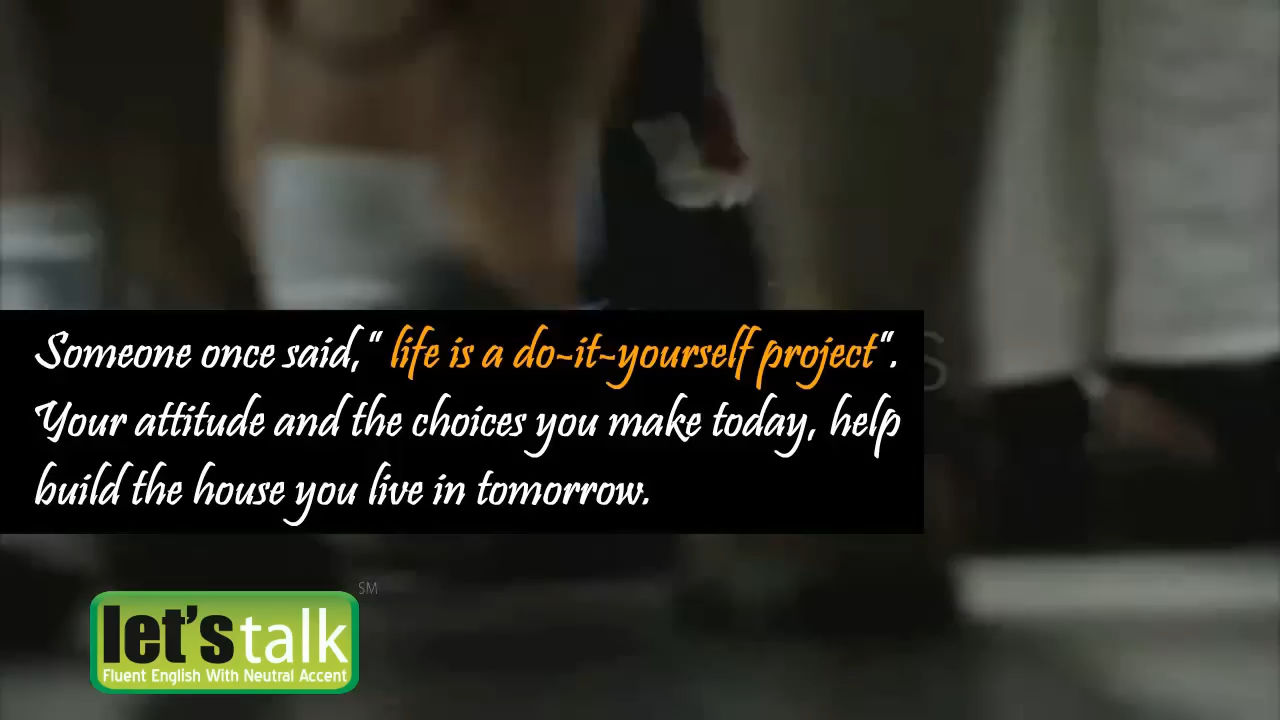 Someone once said,“ life is a do-it-yourself project“.
Your attitude and the choices you make today, help
build the house you live in tomorrow.
S
SM
let's talk
Fluent English With Neutral Accent